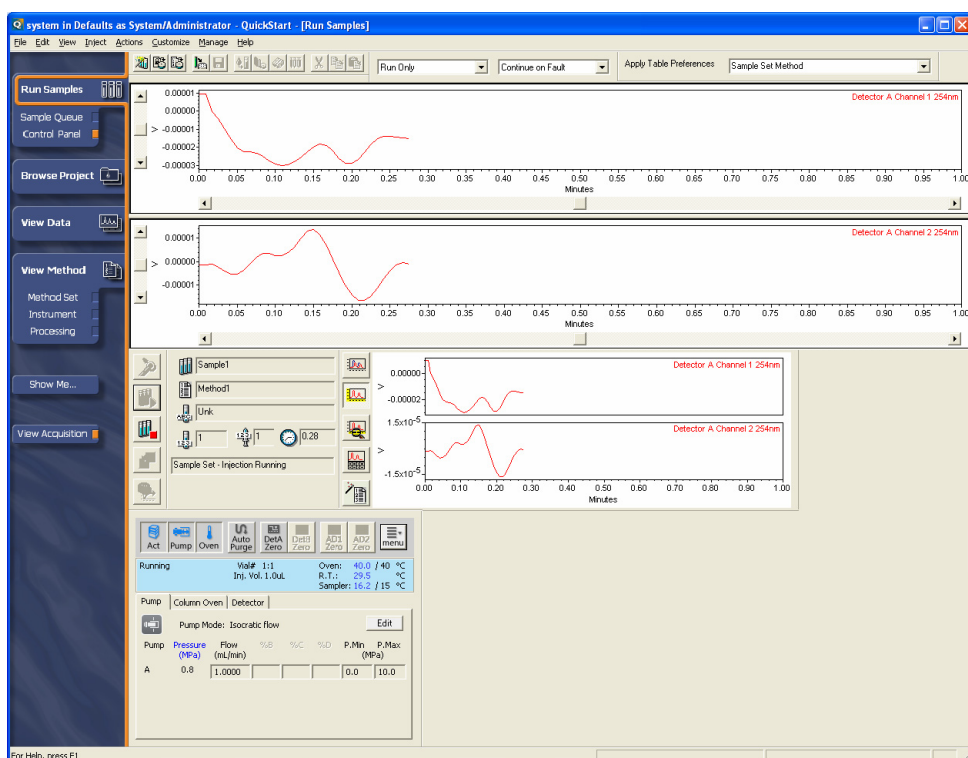 system in Defaults as System/Administrator - QuickStart - [Run Samples]
File Edit View Inject Actions Customize Manage Help
Run Only Continue on Fault Apply Table Preferences Sample Set Method
Run Samples
Sample Queue
Control Panel
Browse Project
View Data
View Method
Method Set
Instrument
Processing
Show Me...
View Acquisition
Detector A Channel 1 254nm
0.00001
>
-0.00000
-0.00001
-0.00002
-0.00003
0.00 0.05 0.10 0.15 0.20 0.25 0.30 0.35 0.40 0.45 0.50 0.55 0.60 0.65 0.70 0.75 0.80 0.85 0.90 0.95 1.00
Minutes
Detector A Channel 2 254nm
0.00001
> 0.00000
-0.00001
0.00 0.05 0.10 0.15 0.20 0.25 0.30 0.35 0.40 0.45 0.50 0.55 0.60 0.65 0.70 0.75 0.80 0.85 0.90 0.95 1.00
Minutes
Sample1
Method1
Unk
1 1 0.28
Sample Set - Injection Running
Detector A Channel 1 254nm
0.00000
>
-0.00002
Detector A Channel 2 254nm
1.5x10-5
>
-1.5x10-5
0.00 0.10 0.20 0.30 0.40 0.50 0.60 0.70 0.80 0.90 1.00
Minutes
Act Pump Oven Auto Purge DetA Zero DetB Zero AD1 Zero AD2 Zero menu
Running Vial# 1:1 Oven: 40.0 / 40 °C
Inj. Vol. 1.0uL R.T.: 29.5 °C
Sampler: 16.2 / 15 °C
Pump Column Oven Detector
Pump Mode: Isocratic flow Edit
Pump Pressure Flow %B %C %D P.Min P.Max
(MPa) (mL/min) (MPa)
A 0.8 1.0000 0.0 10.0
For Help, press F1